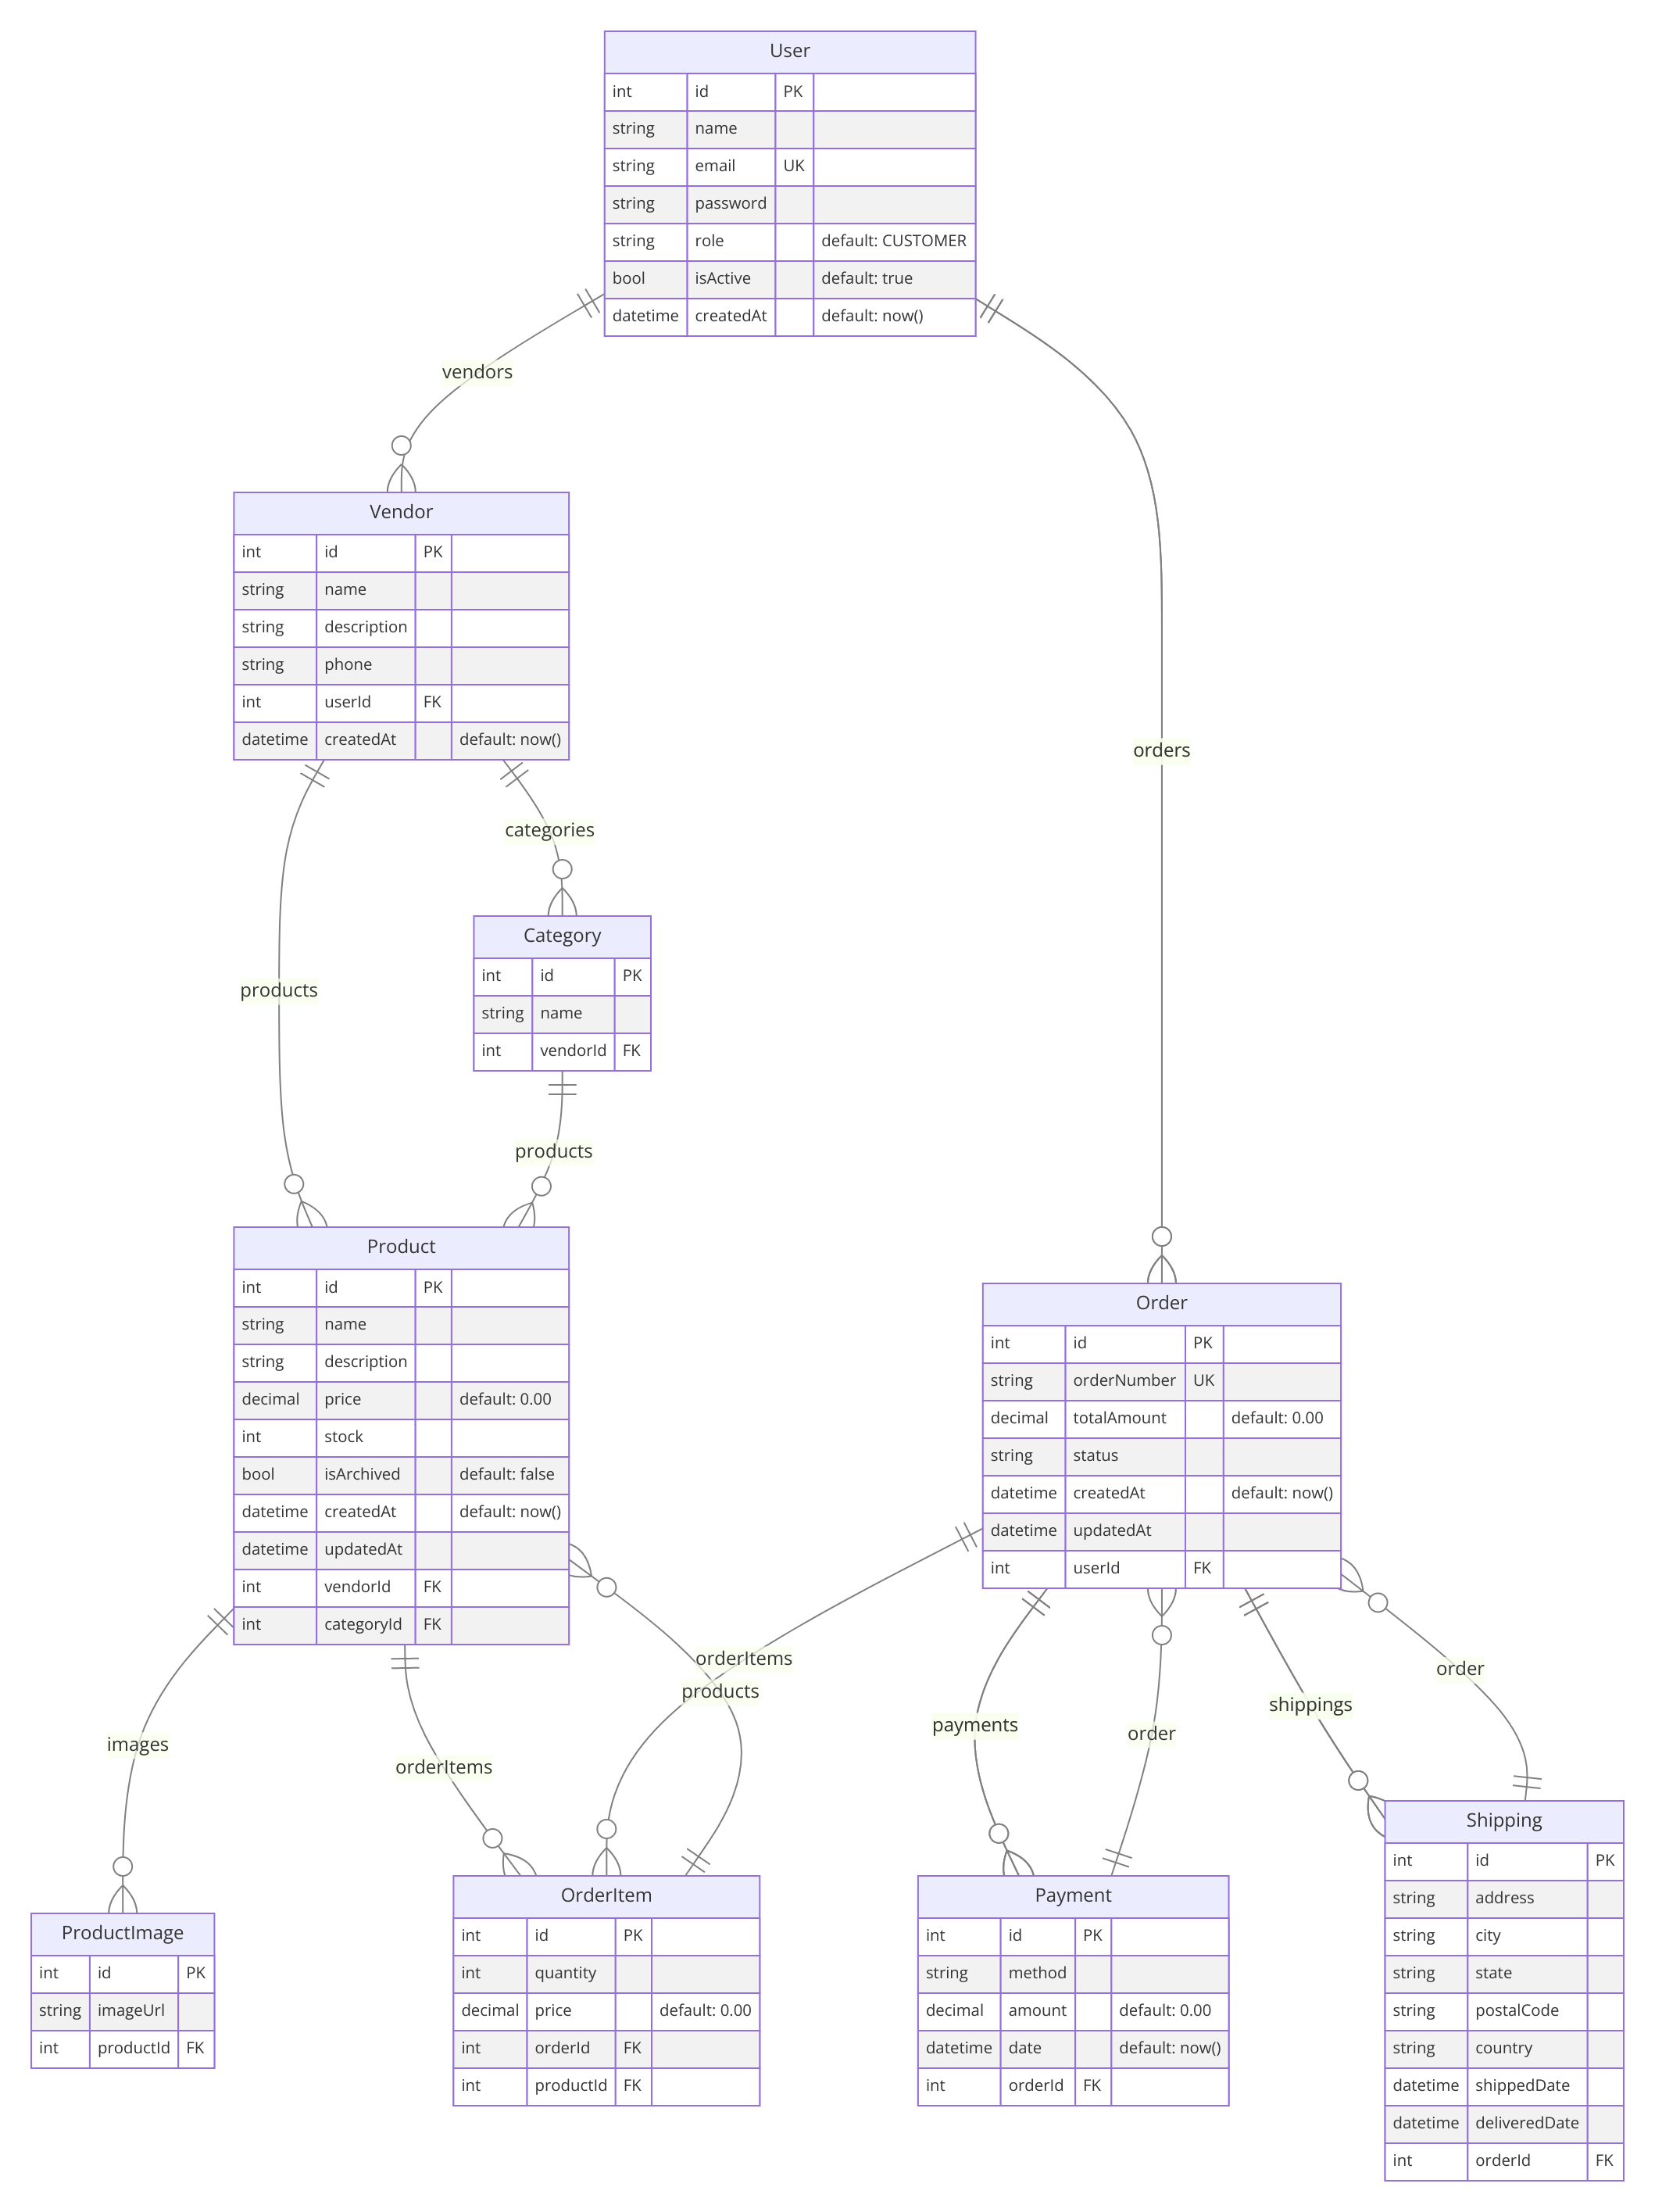 User
int id PK
string name
string email UK
string password
string role default: CUSTOMER
bool isActive default: true
datetime createdAt default: now()
vendors
Vendor
int id PK
string name
string description
string phone
int userId FK
datetime createdAt default: now()
orders
categories
Category
int id PK
string name
int vendorId FK
products
products
Product
int id PK
string name
string description
decimal price default: 0.00
int stock
bool isArchived default: false
datetime createdAt default: now()
datetime updatedAt
int vendorId FK
int categoryId FK
Order
int id PK
string orderNumber UK
decimal totalAmount default: 0.00
string status
datetime createdAt default: now()
datetime updatedAt
int userId FK
orderItems
products
order
shippings
payments
order
images
orderItems
ProductImage
int id PK
string imageUrl
int productId FK
OrderItem
int id PK
int quantity
decimal price default: 0.00
int orderId FK
int productId FK
Payment
int id PK
string method
decimal amount default: 0.00
datetime date default: now()
int orderId FK
Shipping
int id PK
string address
string city
string state
string postalCode
string country
datetime shippedDate
datetime deliveredDate
int orderId FK